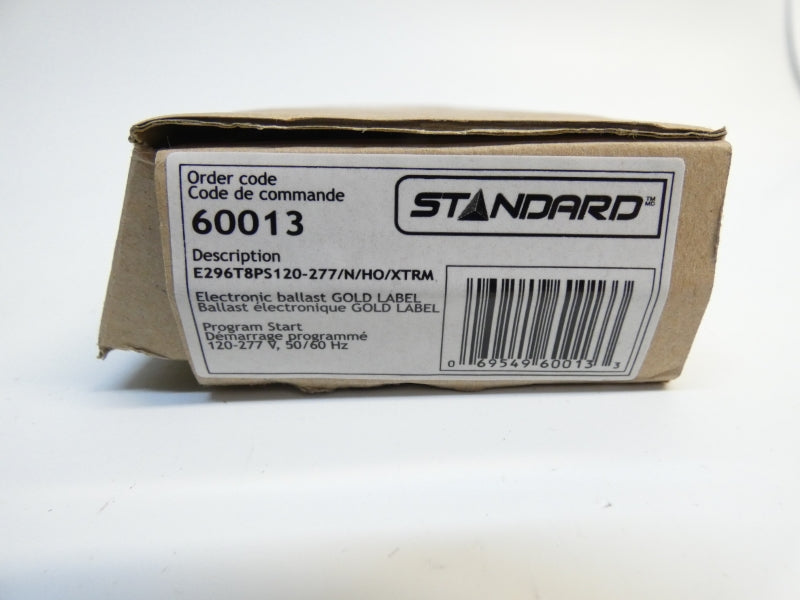 Order code
Code de commande
60013
STANDARD TM MC
Description
E296T8PS120-277/N/HO/XTRM
Electronic ballast GOLD LABEL
Ballast électronique GOLD LABEL
Program Start
Démarrage programmé
120-277 V, 50/60 Hz
0 69549 60013 3